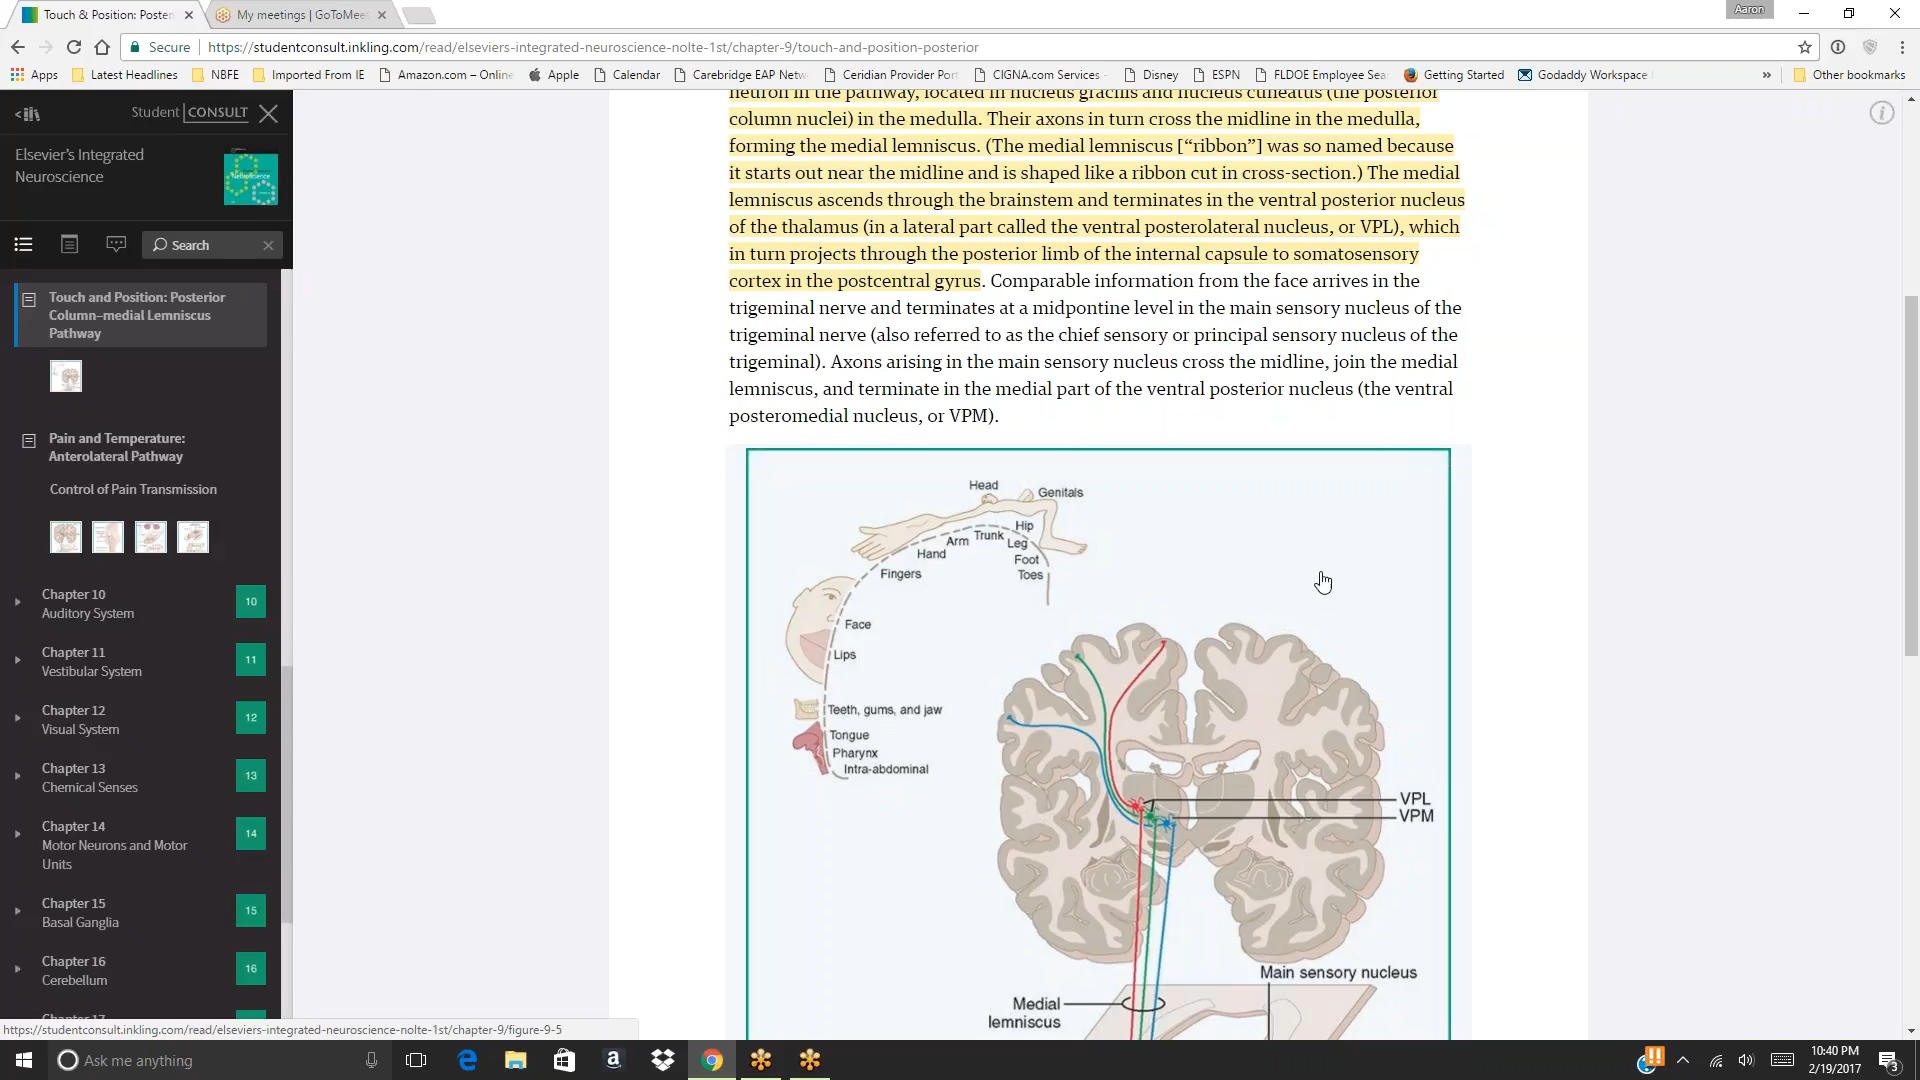 Touch & Position: Poster
My meetings | GoToMee
Aaron
Secure
https://studentconsult.inkling.com/read/elseviers-integrated-neuroscience-nolte-1st/chapter-9/touch-and-position-posterior
Apps
Latest Headlines
NBFE
Imported From IE
Amazon.com – Online
Apple
Calendar
Carebridge EAP Netw
Ceridian Provider Port
CIGNA.com Services -
Disney
ESPN
FLDOE Employee Sea
Getting Started
Godaddy Workspace
»
Other bookmarks
Student CONSULT
Elsevier's Integrated
Neuroscience
Search
Touch and Position: Posterior
Column–medial Lemniscus
Pathway
Pain and Temperature:
Anterolateral Pathway
Control of Pain Transmission
Chapter 10
Auditory System
10
Chapter 11
Vestibular System
11
Chapter 12
Visual System
12
Chapter 13
Chemical Senses
13
Chapter 14
Motor Neurons and Motor
Units
14
Chapter 15
Basal Ganglia
15
Chapter 16
Cerebellum
16
Chapter 17
neuron in the pathway, located in nucleus gracilis and nucleus cuneatus (the posterior
column nuclei) in the medulla. Their axons in turn cross the midline in the medulla,
forming the medial lemniscus. (The medial lemniscus [“ribbon”] was so named because
it starts out near the midline and is shaped like a ribbon cut in cross-section.) The medial
lemniscus ascends through the brainstem and terminates in the ventral posterior nucleus
of the thalamus (in a lateral part called the ventral posterolateral nucleus, or VPL), which
in turn projects through the posterior limb of the internal capsule to somatosensory
cortex in the postcentral gyrus. Comparable information from the face arrives in the
trigeminal nerve and terminates at a midpontine level in the main sensory nucleus of the
trigeminal nerve (also referred to as the chief sensory or principal sensory nucleus of the
trigeminal). Axons arising in the main sensory nucleus cross the midline, join the medial
lemniscus, and terminate in the medial part of the ventral posterior nucleus (the ventral
posteromedial nucleus, or VPM).
Head
Genitals
Hip
Trunk
Arm
Leg
Hand
Foot
Fingers
Toes
Face
Lips
Teeth, gums, and jaw
Tongue
Pharynx
Intra-abdominal
VPL
VPM
Main sensory nucleus
Medial
lemniscus
https://studentconsult.inkling.com/read/elseviers-integrated-neuroscience-nolte-1st/chapter-9/figure-9-5
Ask me anything
10:40 PM
2/19/2017
3